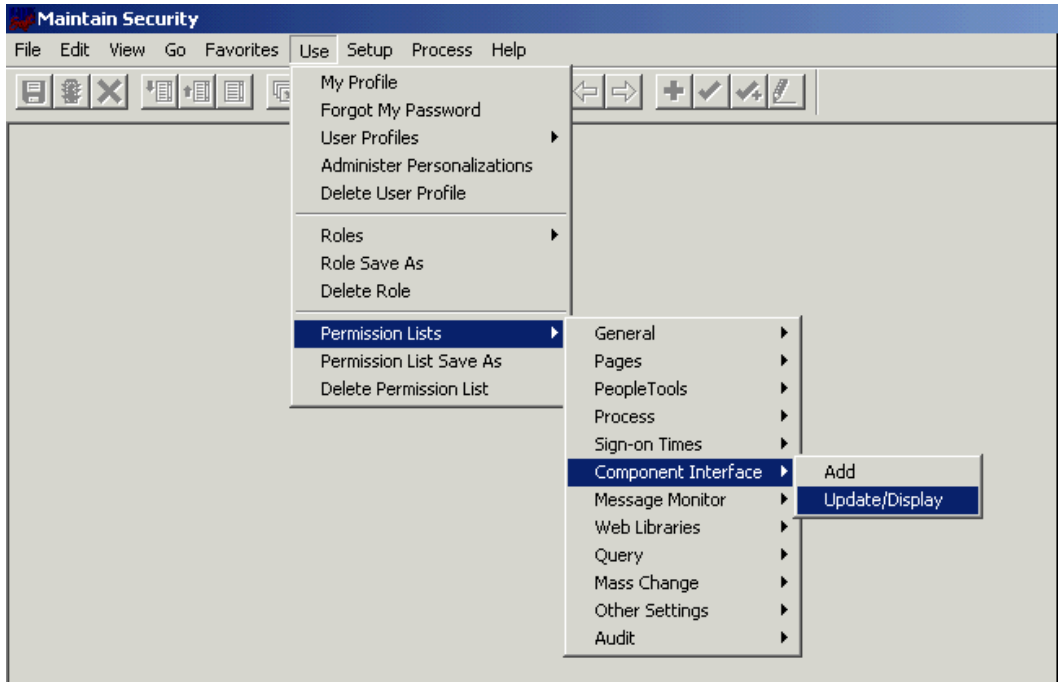 Maintain Security
File Edit View Go Favorites Use Setup Process Help
My Profile
Forgot My Password
User Profiles
Administer Personalizations
Delete User Profile
Roles
Role Save As
Delete Role
Permission Lists
Permission List Save As
Delete Permission List
General
Pages
PeopleTools
Process
Sign-on Times
Component Interface
Message Monitor
Web Libraries
Query
Mass Change
Other Settings
Audit
Add
Update/Display